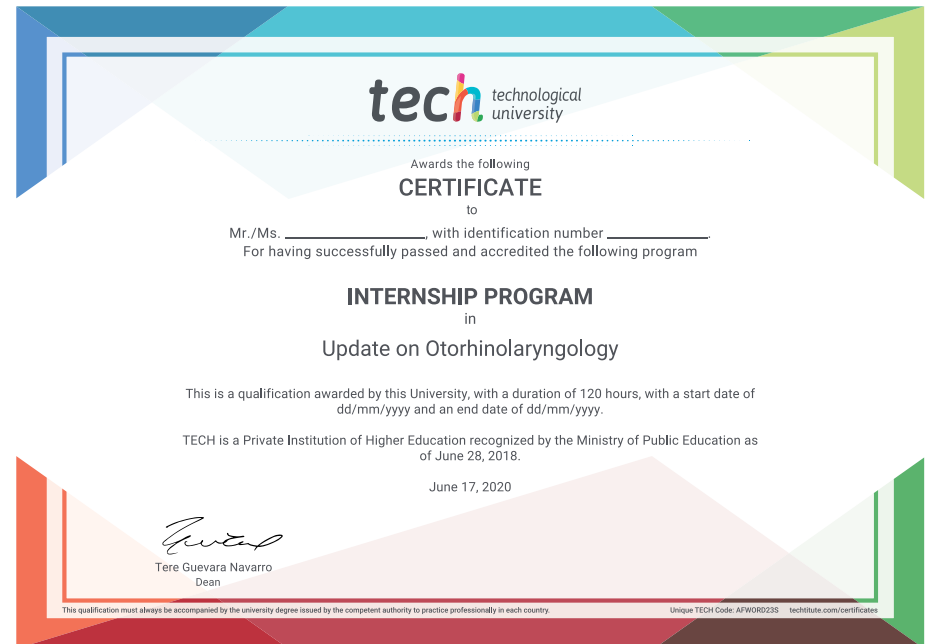 tech technological
university
Awards the following
CERTIFICATE
to
Mr./Ms. ____________________, with identification number ______________.
For having successfully passed and accredited the following program
INTERNSHIP PROGRAM
in
Update on Otorhinolaryngology
This is a qualification awarded by this University, with a duration of 120 hours, with a start date of
dd/mm/yyyy and an end date of dd/mm/yyyy.
TECH is a Private Institution of Higher Education recognized by the Ministry of Public Education as
of June 28, 2018.
June 17, 2020
Tere Guevara Navarro
Dean
This qualification must always be accompanied by the university degree issued by the competent authority to practice professionally in each country.
Unique TECH Code: AFWORD23S techtitute.com/certificates